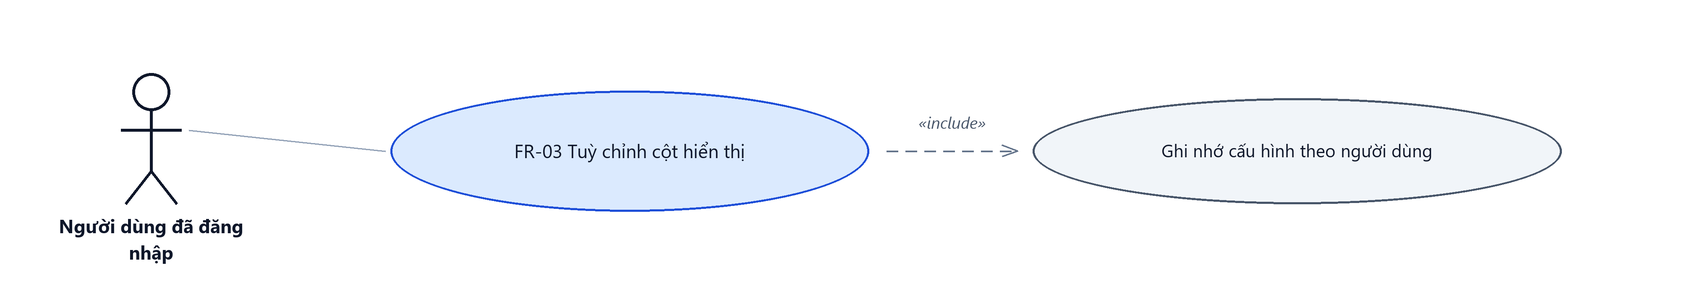 «include»
FR-03 Tuỳ chỉnh cột hiển thị
Ghi nhớ cấu hình theo người dùng
Người dùng đã đăng
nhập